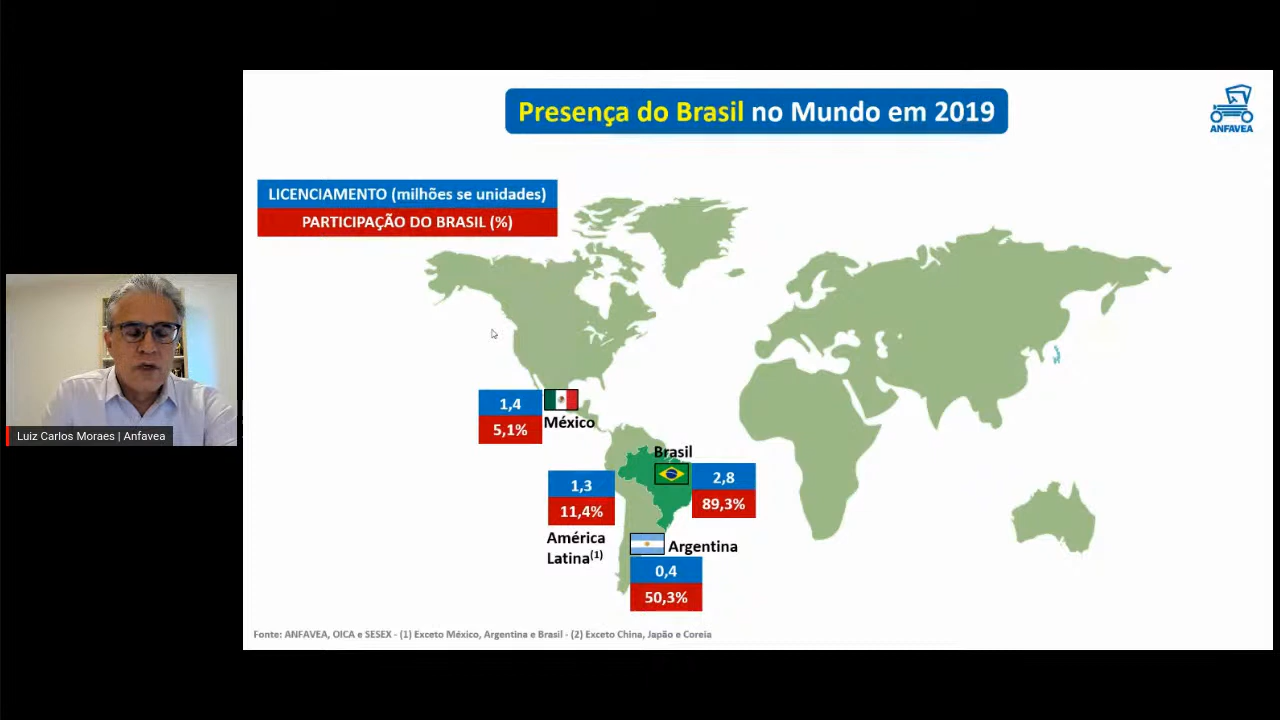 Presença do Brasil no Mundo em 2019
ANFAVEA
LICENCIAMENTO (milhões se unidades)
PARTICIPAÇÃO DO BRASIL (%)
1,4
5,1%
México
Brasil
2,8
89,3%
1,3
11,4%
América
Latina(1)
Argentina
0,4
50,3%
Luiz Carlos Moraes | Anfavea
Fonte: ANFAVEA, OICA e SESEX - (1) Exceto México, Argentina e Brasil - (2) Exceto China, Japão e Coreia